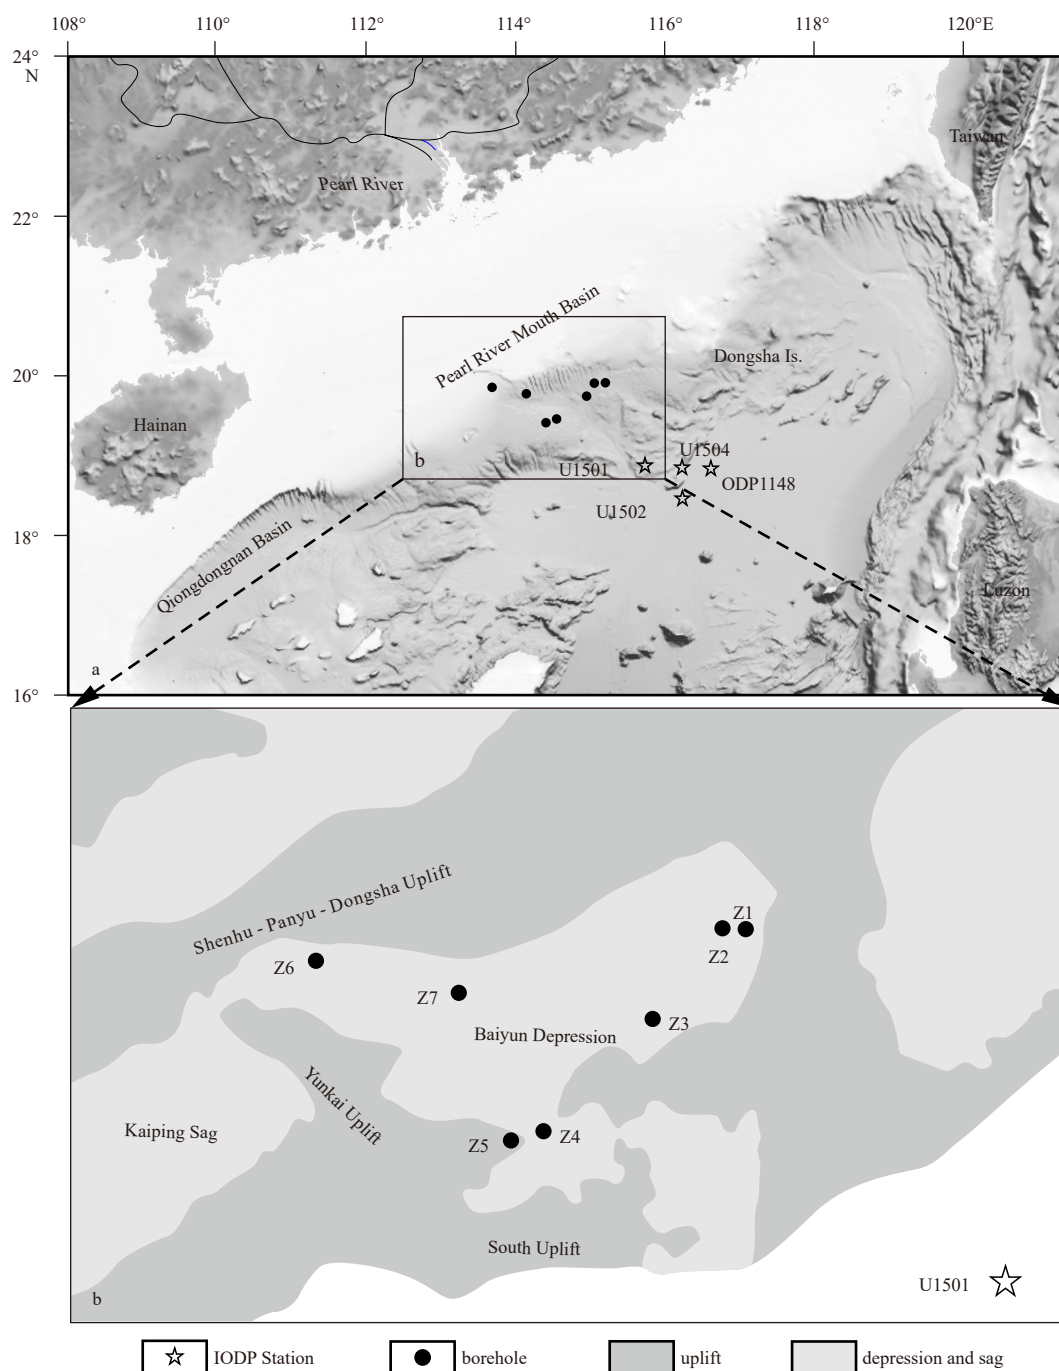 108° 110° 112° 114° 116° 118° 120°E
24°
N
Taiwan
Pearl River
22°
Pearl River Mouth Basin
Dongsha Is.
20°
Hainan
U1504
b
U1501
ODP1148
U1502
18°
Qiongdongnan Basin
Luzon
a
16°
Shenhu - Panyu - Dongsha Uplift
Z1
Z2
Z6
Z7
Z3
Baiyun Depression
Yunkai Uplift
Kaiping Sag
Z5
Z4
South Uplift
U1501
b
IODP Station borehole uplift depression and sag